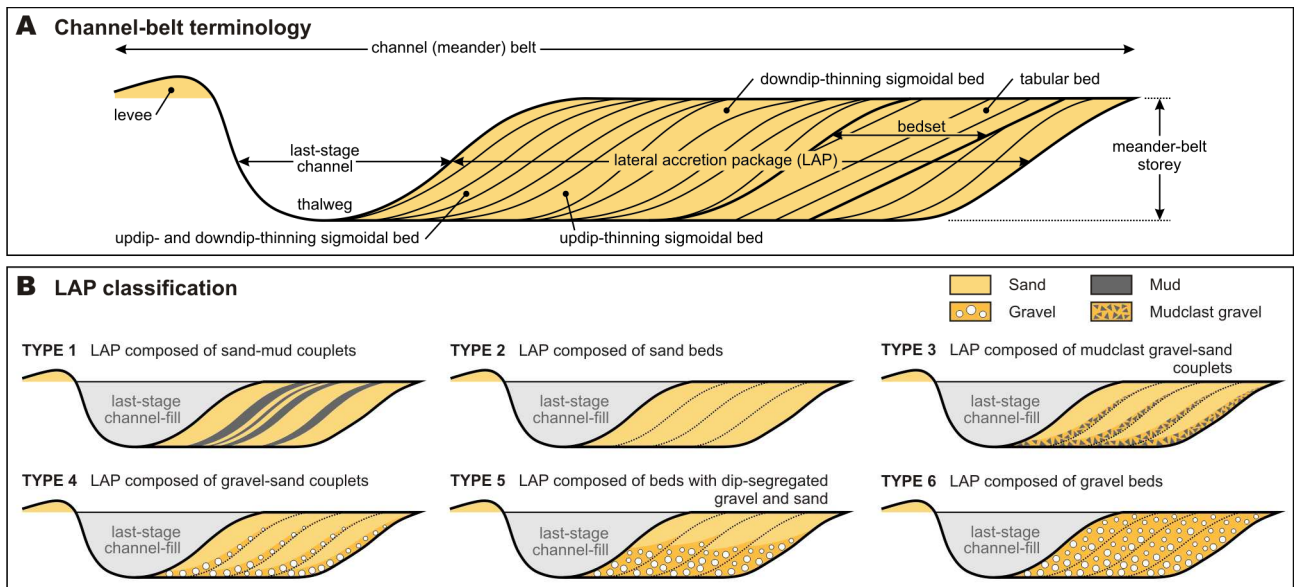 A Channel-belt terminology
channel (meander) belt
downdip-thinning sigmoidal bed
tabular bed
levee
bedset
last-stage
channel
lateral accretion package (LAP)
meander-belt
storey
thalweg
updip- and downdip-thinning sigmoidal bed
updip-thinning sigmoidal bed
B LAP classification
Sand
Mud
Gravel
Mudclast gravel
TYPE 1 LAP composed of sand-mud couplets
last-stage
channel-fill
TYPE 2 LAP composed of sand beds
last-stage
channel-fill
TYPE 3 LAP composed of mudclast gravel-sand
couplets
last-stage
channel-fill
TYPE 4 LAP composed of gravel-sand couplets
last-stage
channel-fill
TYPE 5 LAP composed of beds with dip-segregated
gravel and sand
last-stage
channel-fill
TYPE 6 LAP composed of gravel beds
last-stage
channel-fill